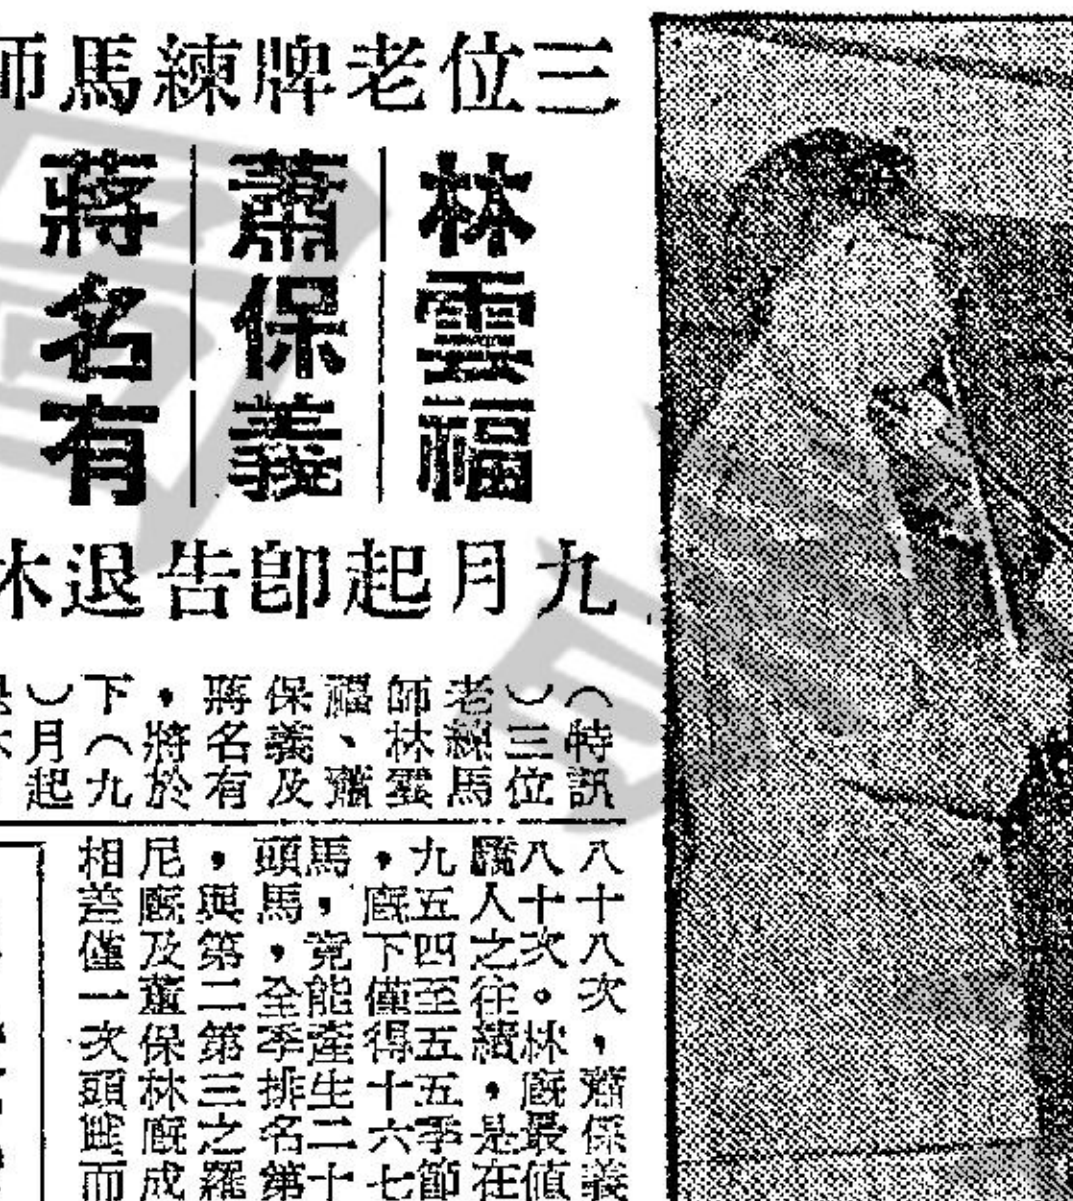 三位老牌練馬師
林雲福
蕭保義
蔣名有
九月起即告退休
（特訊
）三位
老練馬
師林雲
福、蕭
保義及
蔣名有
，將於
下（九
）月起
八十八次，蕭保義
八十次。林廐最值
人之往績，是在
九五四至五五季節
，廐下僅得十六七
馬，竟能產生二十
頭馬，全季排名第
，與第二第三之羅
尼廐及董保林廐成
相差僅一次頭馬而